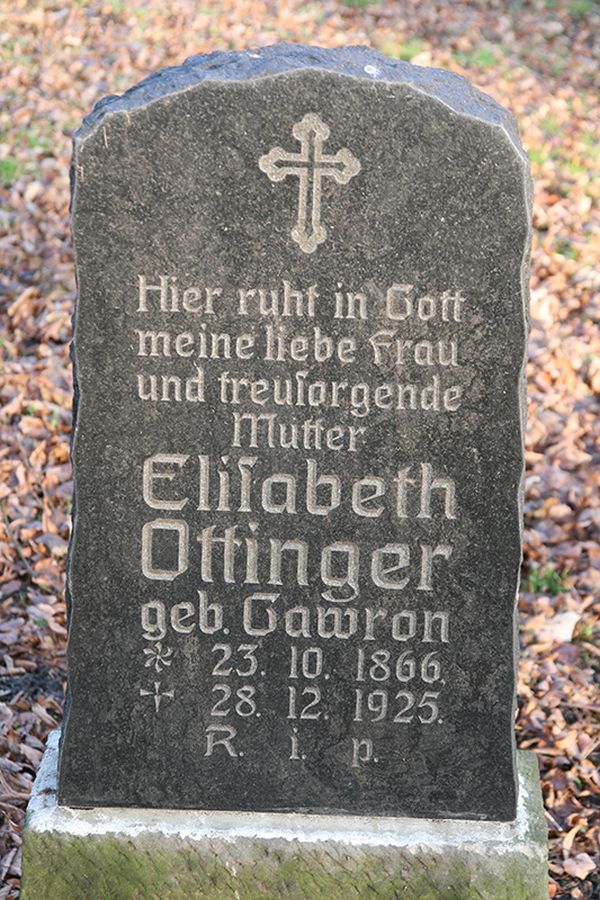 Hier ruht in Gott
meine liebe Frau
und treuſorgende
Mutter
Eliſabeth
Ottinger
geb. Gawron
* 23. 10. 1866.
† 28. 12. 1925.
R. i. p.